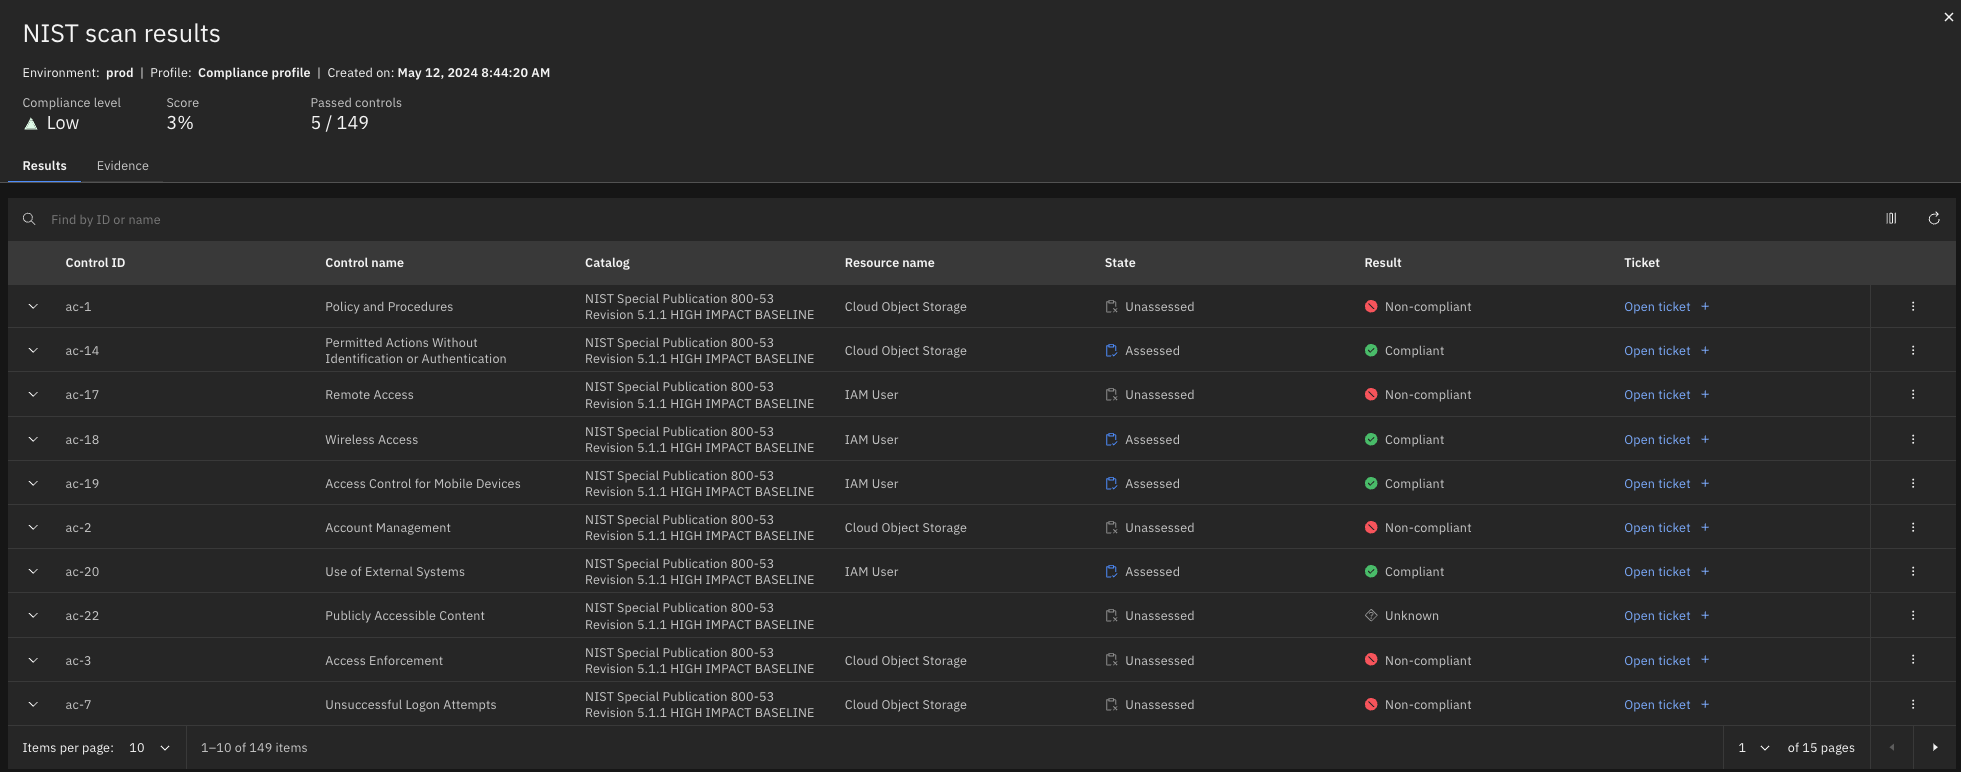 NIST scan results
Environment: prod | Profile: Compliance profile | Created on: May 12, 2024 8:44:20 AM
Compliance level Score Passed controls
Low 3% 5 / 149
Results Evidence
Find by ID or name
Control ID Control name Catalog Resource name State Result Ticket
ac-1 Policy and Procedures NIST Special Publication 800-53 Cloud Object Storage Unassessed Non-compliant Open ticket +
Revision 5.1.1 HIGH IMPACT BASELINE
ac-14 Permitted Actions Without NIST Special Publication 800-53 Cloud Object Storage Assessed Compliant Open ticket +
Identification or Authentication Revision 5.1.1 HIGH IMPACT BASELINE
ac-17 Remote Access NIST Special Publication 800-53 IAM User Unassessed Non-compliant Open ticket +
Revision 5.1.1 HIGH IMPACT BASELINE
ac-18 Wireless Access NIST Special Publication 800-53 IAM User Assessed Compliant Open ticket +
Revision 5.1.1 HIGH IMPACT BASELINE
ac-19 Access Control for Mobile Devices NIST Special Publication 800-53 IAM User Assessed Compliant Open ticket +
Revision 5.1.1 HIGH IMPACT BASELINE
ac-2 Account Management NIST Special Publication 800-53 Cloud Object Storage Unassessed Non-compliant Open ticket +
Revision 5.1.1 HIGH IMPACT BASELINE
ac-20 Use of External Systems NIST Special Publication 800-53 IAM User Assessed Compliant Open ticket +
Revision 5.1.1 HIGH IMPACT BASELINE
ac-22 Publicly Accessible Content NIST Special Publication 800-53 Unassessed Unknown Open ticket +
Revision 5.1.1 HIGH IMPACT BASELINE
ac-3 Access Enforcement NIST Special Publication 800-53 Cloud Object Storage Unassessed Non-compliant Open ticket +
Revision 5.1.1 HIGH IMPACT BASELINE
ac-7 Unsuccessful Logon Attempts NIST Special Publication 800-53 Cloud Object Storage Unassessed Non-compliant Open ticket +
Revision 5.1.1 HIGH IMPACT BASELINE
Items per page: 10 1–10 of 149 items 1 of 15 pages